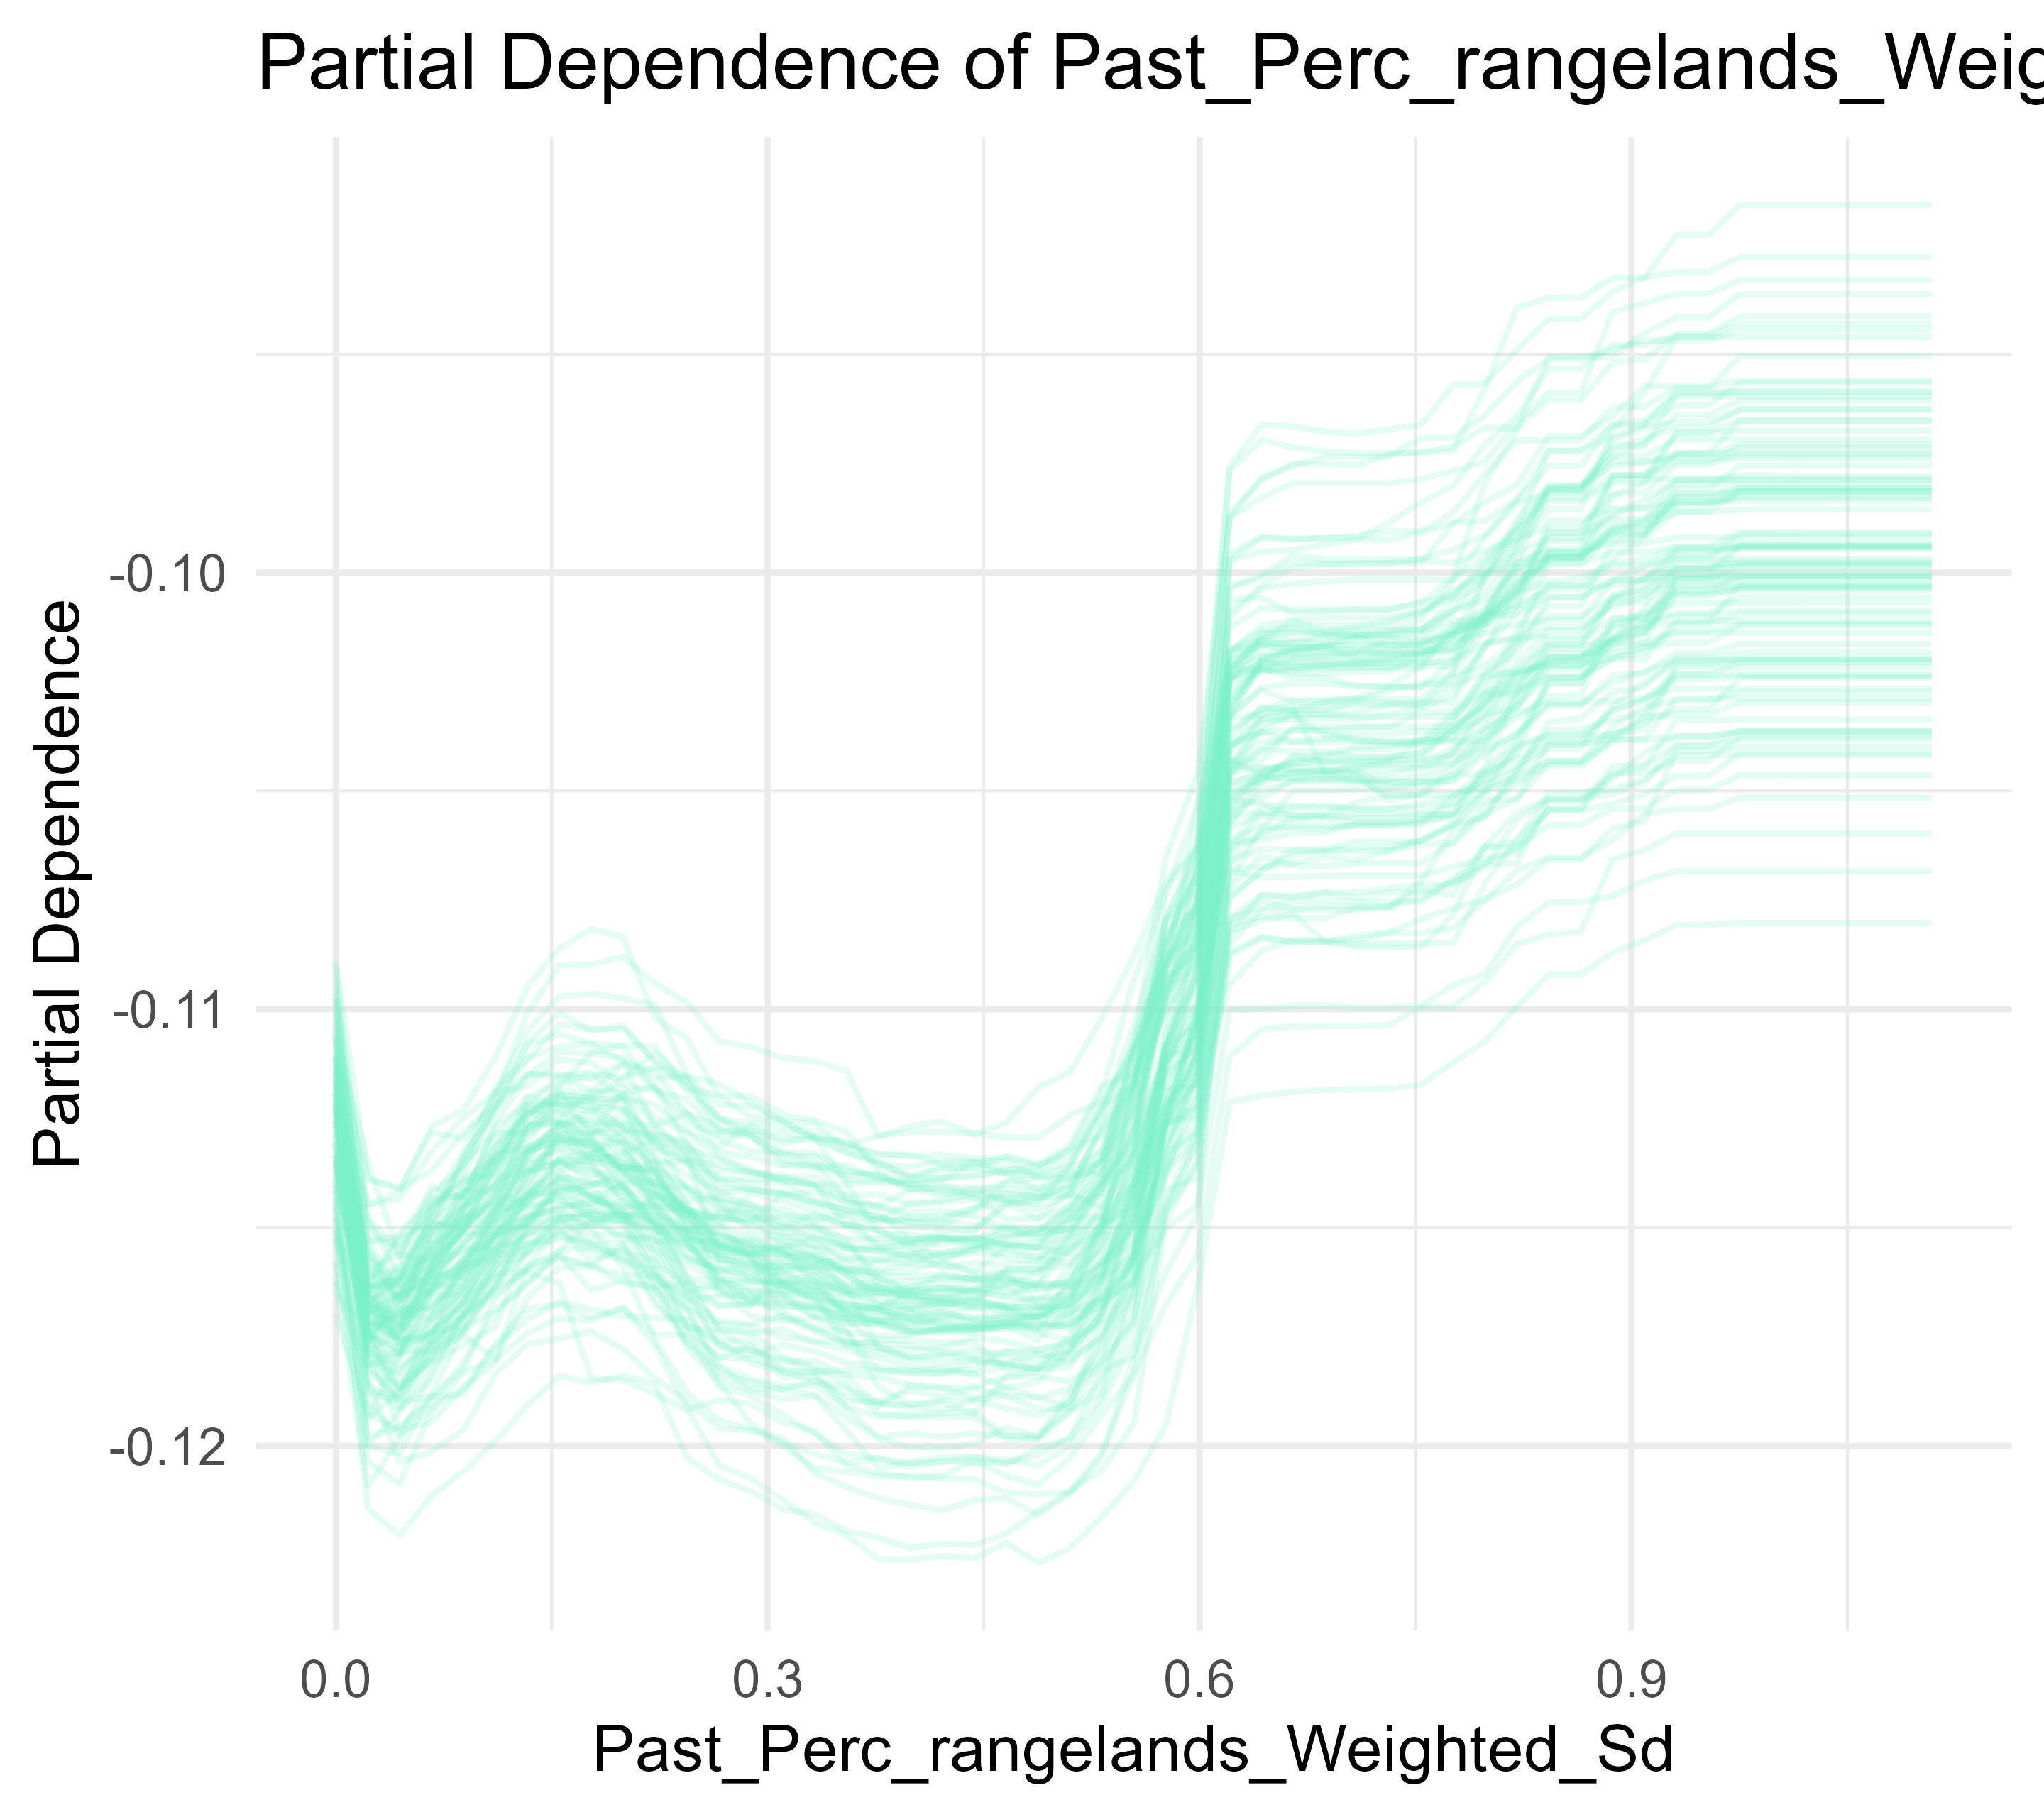 Partial Dependence of Past_Perc_rangelands_Weig
Partial Dependence
-0.10
-0.11
-0.12
0.0 0.3 0.6 0.9
Past_Perc_rangelands_Weighted_Sd